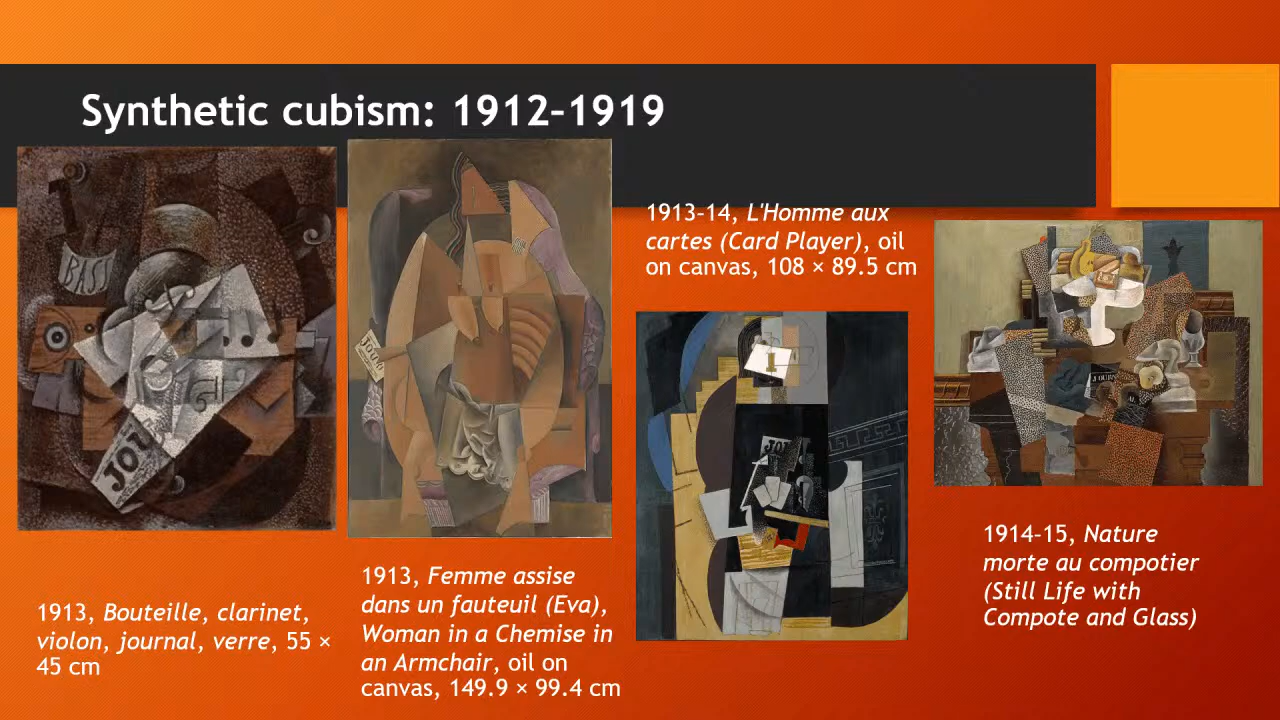 Synthetic cubism: 1912–1919
BASS
JOU
1913, Bouteille, clarinet,
violon, journal, verre, 55 ×
45 cm
JOU
1913, Femme assise
dans un fauteuil (Eva),
Woman in a Chemise in
an Armchair, oil on
canvas, 149.9 × 99.4 cm
1913–14, L'Homme aux
cartes (Card Player), oil
on canvas, 108 × 89.5 cm
JOU
1914–15, Nature
morte au compotier
(Still Life with
Compote and Glass)